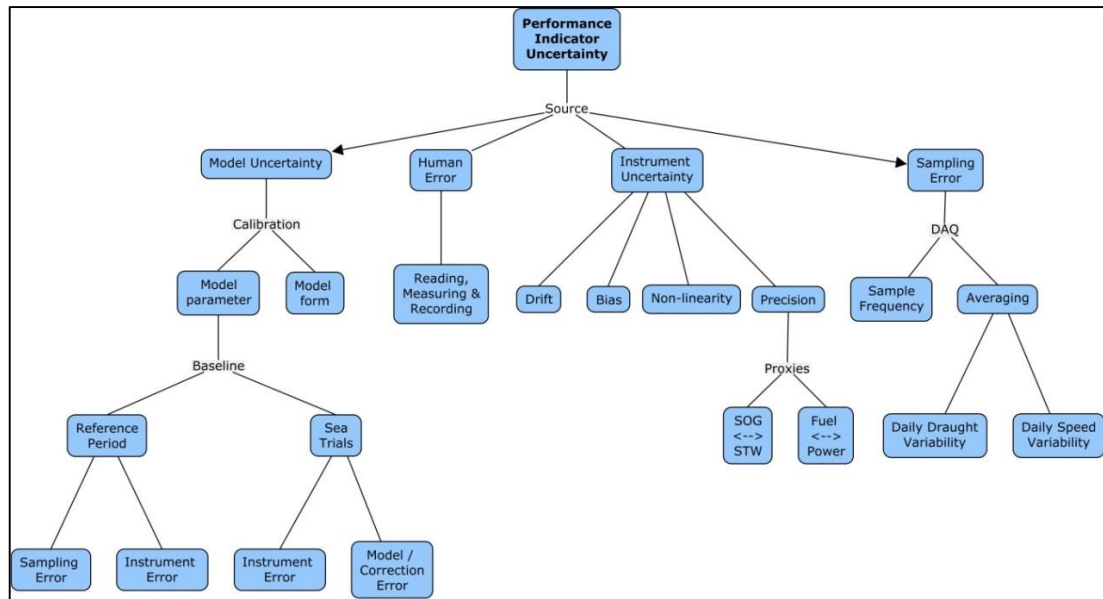 Performance
Indicator
Uncertainty
Source
Model Uncertainty
Human
Error
Instrument
Uncertainty
Sampling
Error
Calibration
DAQ
Model
parameter
Model
form
Reading,
Measuring &
Recording
Drift
Bias
Non-linearity
Precision
Sample
Frequency
Averaging
Baseline
Proxies
Reference
Period
Sea
Trials
SOG
<-->
STW
Fuel
<-->
Power
Daily Draught
Variability
Daily Speed
Variability
Sampling
Error
Instrument
Error
Instrument
Error
Model /
Correction
Error